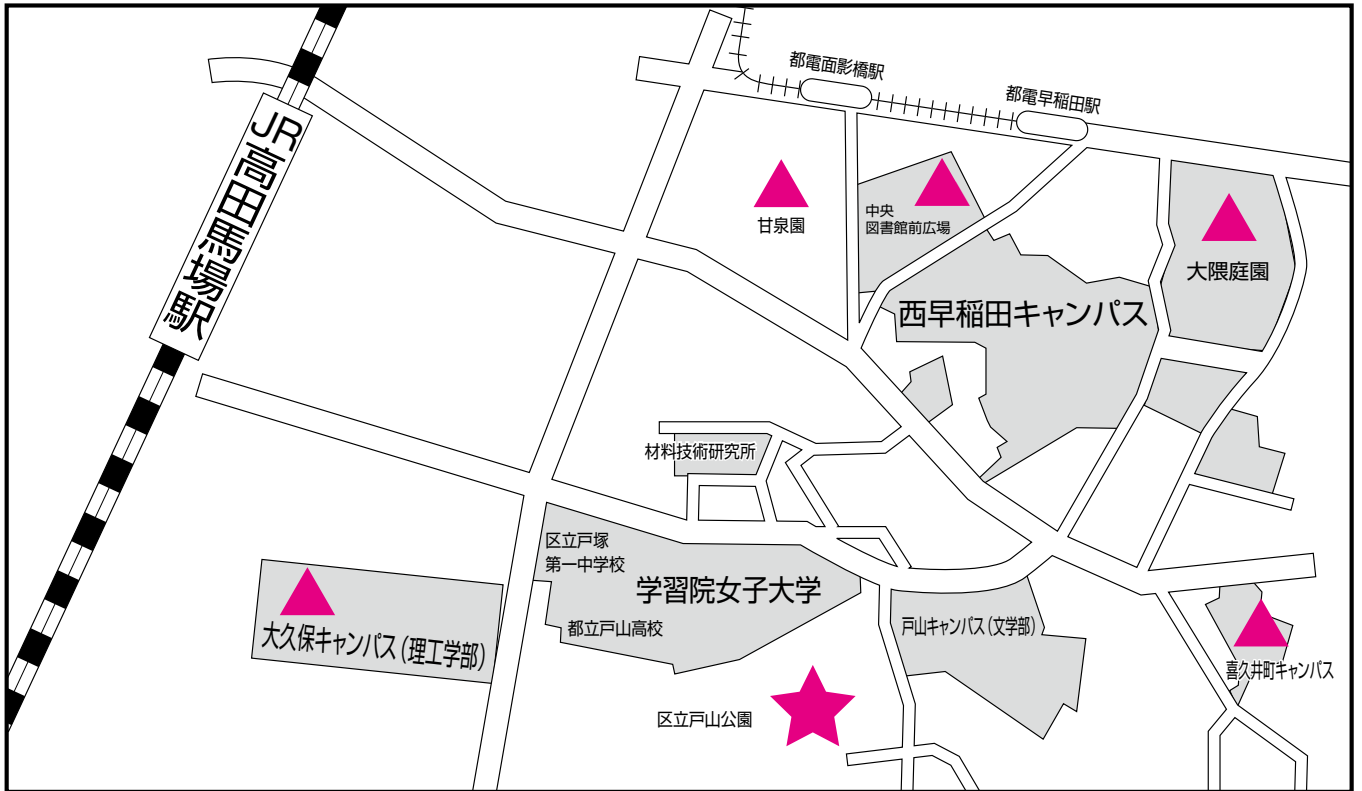 都電面影橋駅
都電早稲田駅
JR高田馬場駅
甘泉園
中央
図書館前広場
大隈庭園
西早稲田キャンパス
材料技術研究所
区立戸塚
第一中学校
学習院女子大学
都立戸山高校
大久保キャンパス(理工学部)
戸山キャンパス(文学部)
喜久井町キャンパス
区立戸山公園